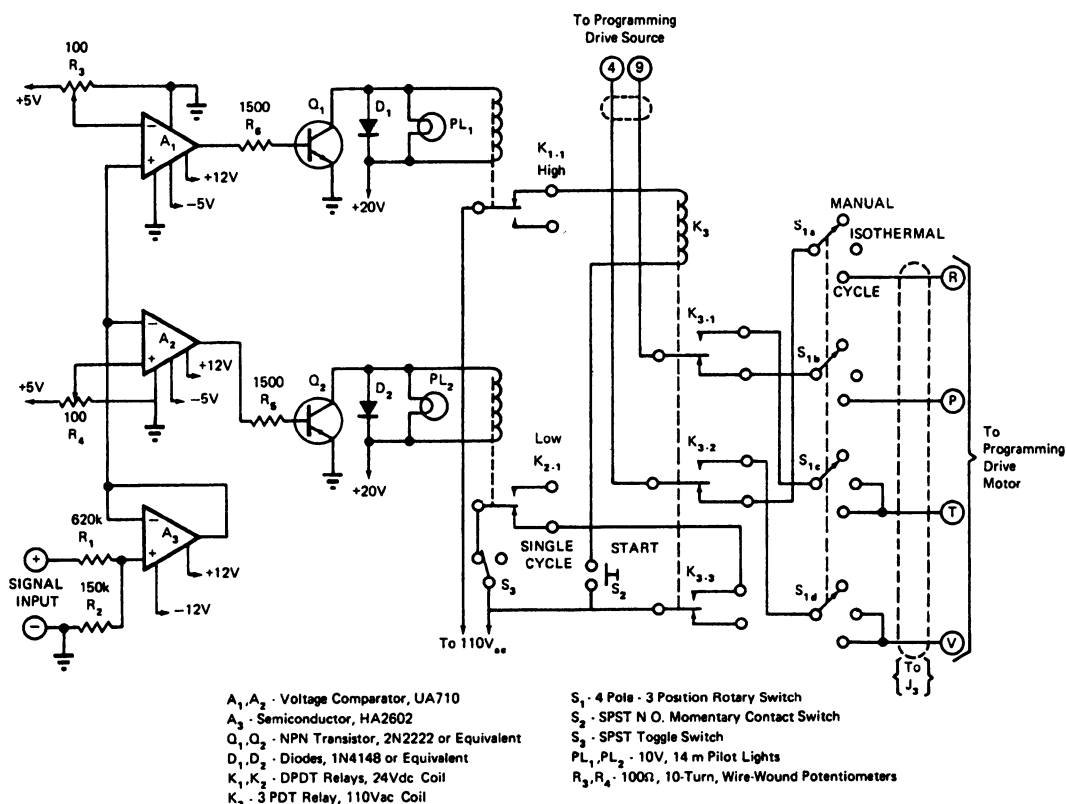 To Programming
Drive Source
4 9
100
R3
+5V
A1
+12V
-5V
1500
R6
Q1
D1
PL1
+20V
K1-1
High
K3
MANUAL
S1a
ISOTHERMAL
CYCLE
R
K3-1
S1b
P
A2
+12V
-5V
+5V
100
R4
1500
R5
Q2
D2
PL2
+20V
Low
K2-1
K3-2
S1c
T
To
Programming
Drive
Motor
620k
R1
A3
+12V
-12V
SIGNAL
INPUT
+
-
150k
R2
SINGLE
CYCLE
START
S3
S2
K3-3
S1d
V
To 110Vac
To
J3
A1,A2 - Voltage Comparator, UA710
A3 - Semiconductor, HA2602
Q1,Q2 - NPN Transistor, 2N2222 or Equivalent
D1,D2 - Diodes, 1N4148 or Equivalent
K1,K2 - DPDT Relays, 24Vdc Coil
K3 - 3 PDT Relay, 110Vac Coil
S1 - 4 Pole - 3 Position Rotary Switch
S2 - SPST N O. Momentary Contact Switch
S3 - SPST Toggle Switch
PL1,PL2 - 10V, 14 m Pilot Lights
R3,R4 - 100Ω, 10-Turn, Wire-Wound Potentiometers